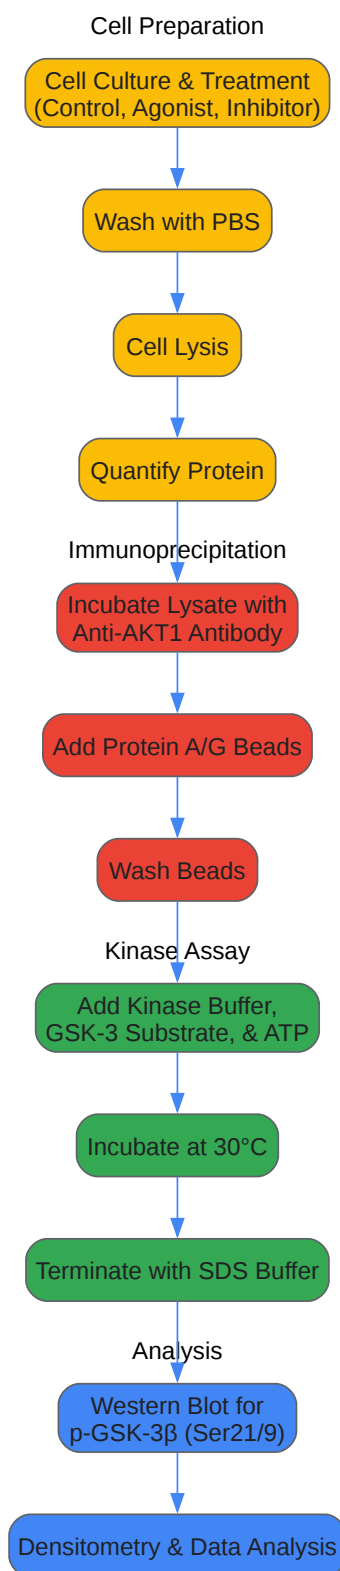 Cell Preparation
Cell Culture & Treatment
(Control, Agonist, Inhibitor)
Wash with PBS
Cell Lysis
Quantify Protein
Immunoprecipitation
Incubate Lysate with
Anti-AKT1 Antibody
Add Protein A/G Beads
Wash Beads
Kinase Assay
Add Kinase Buffer,
GSK-3 Substrate, & ATP
Incubate at 30°C
Terminate with SDS Buffer
Analysis
Western Blot for
p-GSK-3β (Ser21/9)
Densitometry & Data Analysis